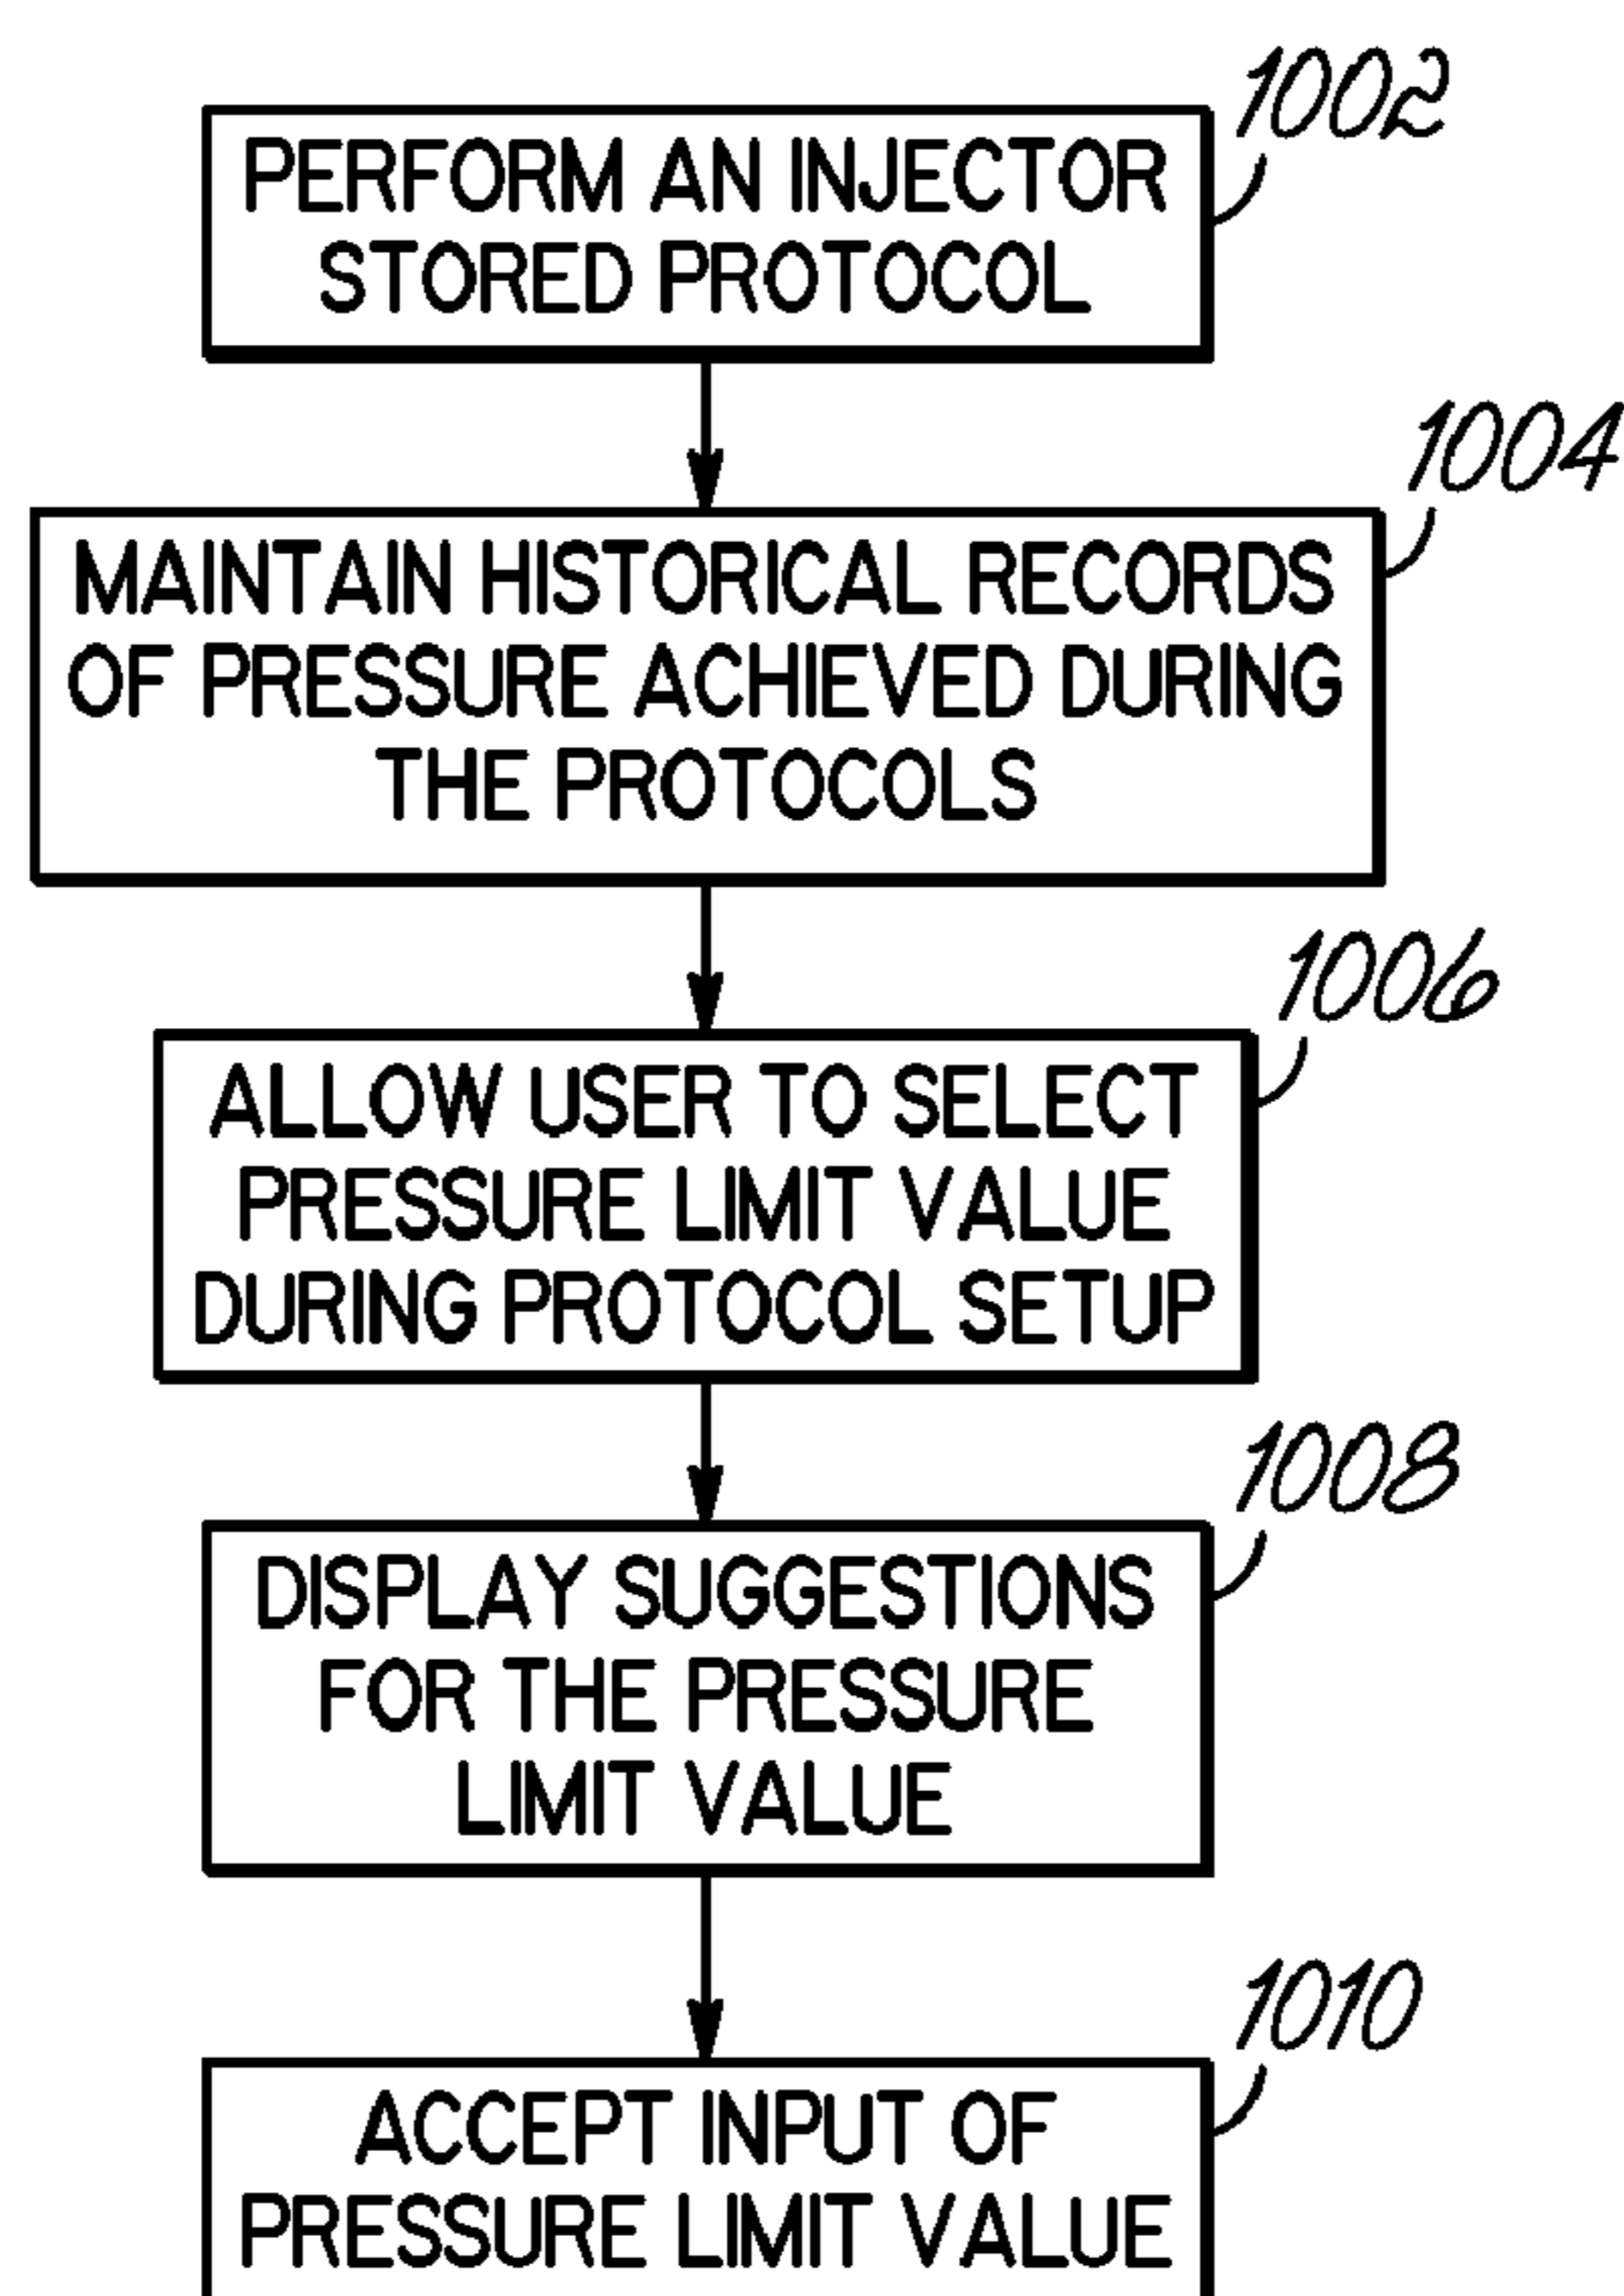 1002
PERFORM AN INJECTOR
STORED PROTOCOL
1004
MAINTAIN HISTORICAL RECORDS
OF PRESSURE ACHIEVED DURING
THE PROTOCOLS
1006
ALLOW USER TO SELECT
PRESSURE LIMIT VALUE
DURING PROTOCOL SETUP
1008
DISPLAY SUGGESTIONS
FOR THE PRESSURE
LIMIT VALUE
1010
ACCEPT INPUT OF
PRESSURE LIMIT VALUE